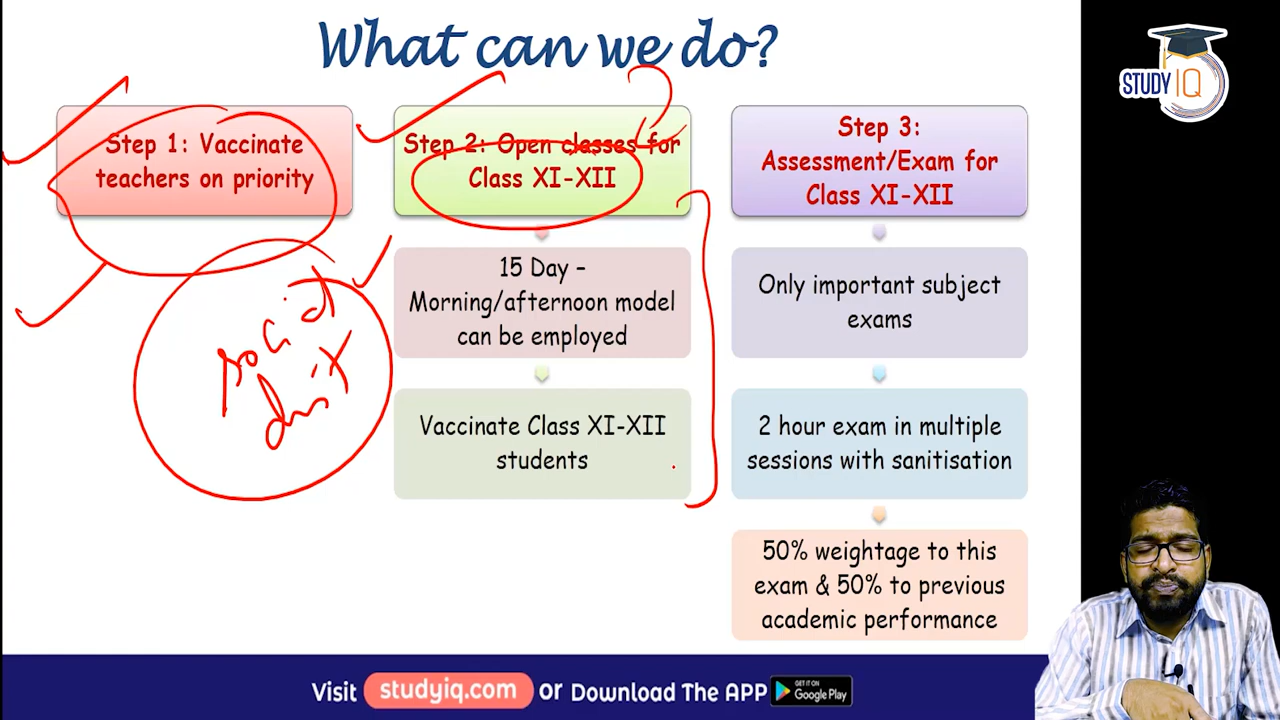 What can we do?
STUDY IQ
Step 1: Vaccinate
teachers on priority
Step 2: Open classes for
Class XI-XII
15 Day –
Morning/afternoon model
can be employed
Vaccinate Class XI-XII
students
Step 3:
Assessment/Exam for
Class XI-XII
Only important subject
exams
2 hour exam in multiple
sessions with sanitisation
50% weightage to this
exam & 50% to previous
academic performance
Visit studyiq.com or Download The APP GET IT ON Google Play